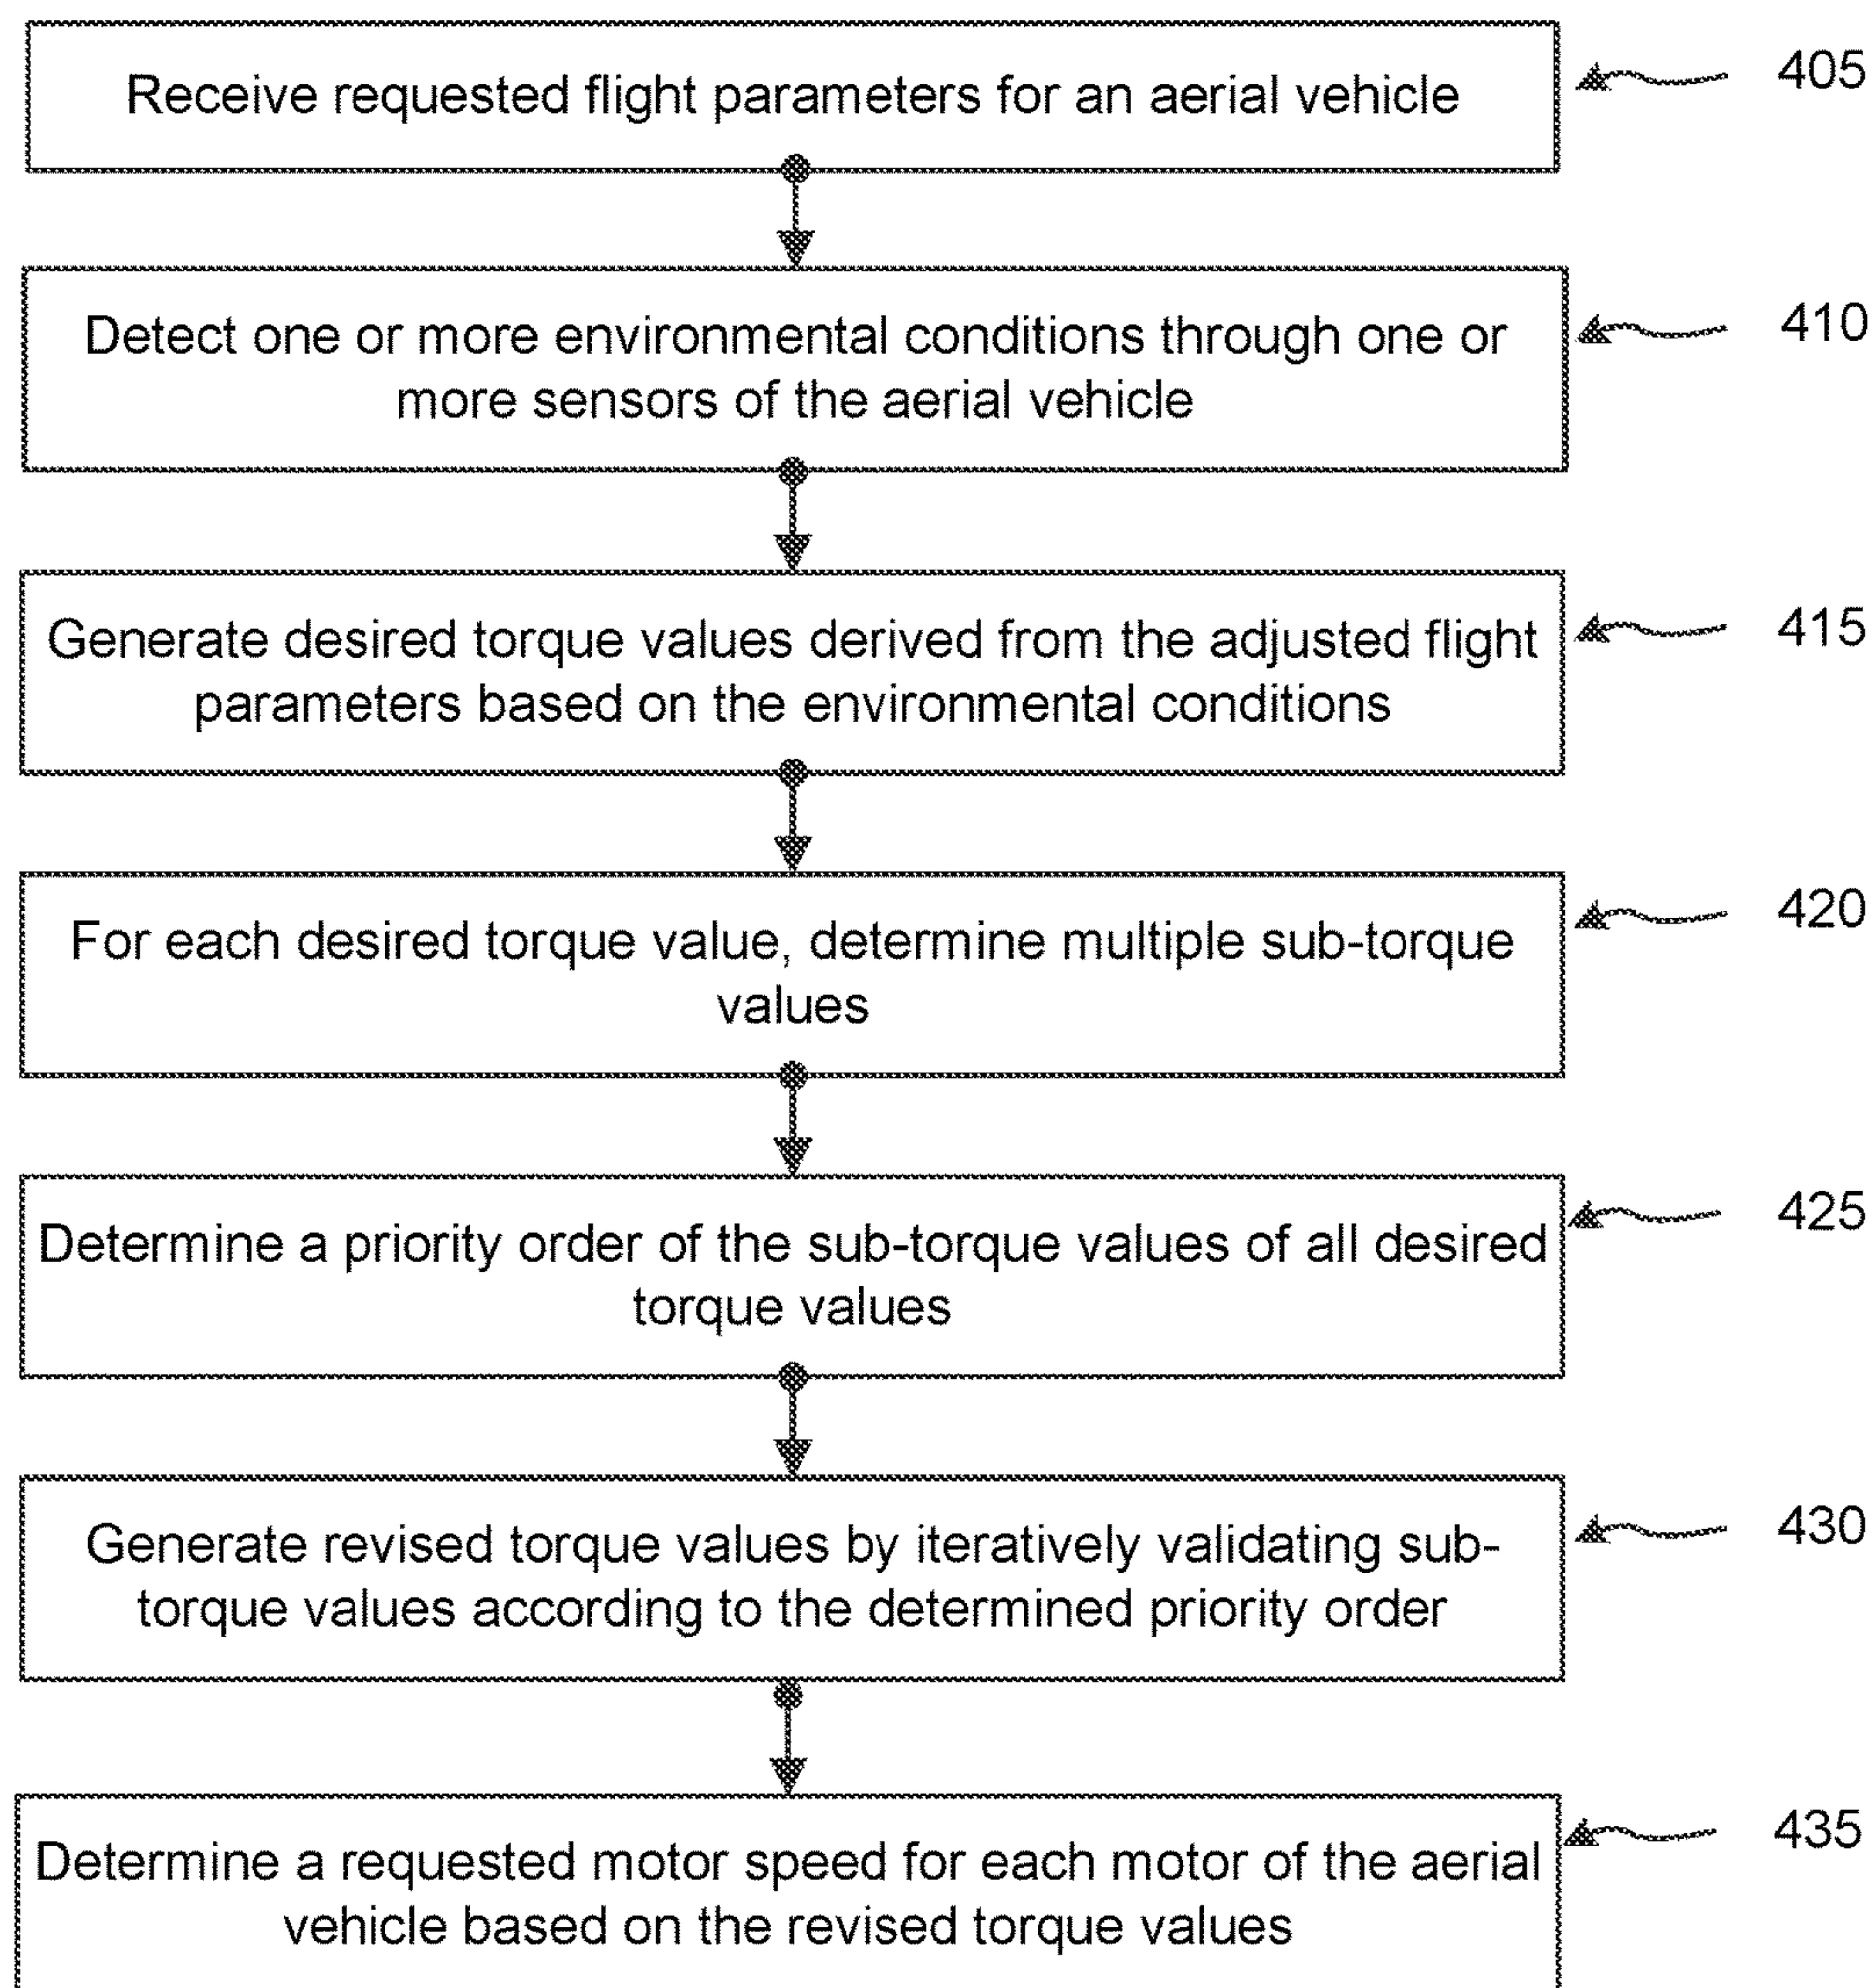 Receive requested flight parameters for an aerial vehicle
405
Detect one or more environmental conditions through one or
more sensors of the aerial vehicle
410
Generate desired torque values derived from the adjusted flight
parameters based on the environmental conditions
415
For each desired torque value, determine multiple sub-torque
values
420
Determine a priority order of the sub-torque values of all desired
torque values
425
Generate revised torque values by iteratively validating sub-
torque values according to the determined priority order
430
Determine a requested motor speed for each motor of the aerial
vehicle based on the revised torque values
435